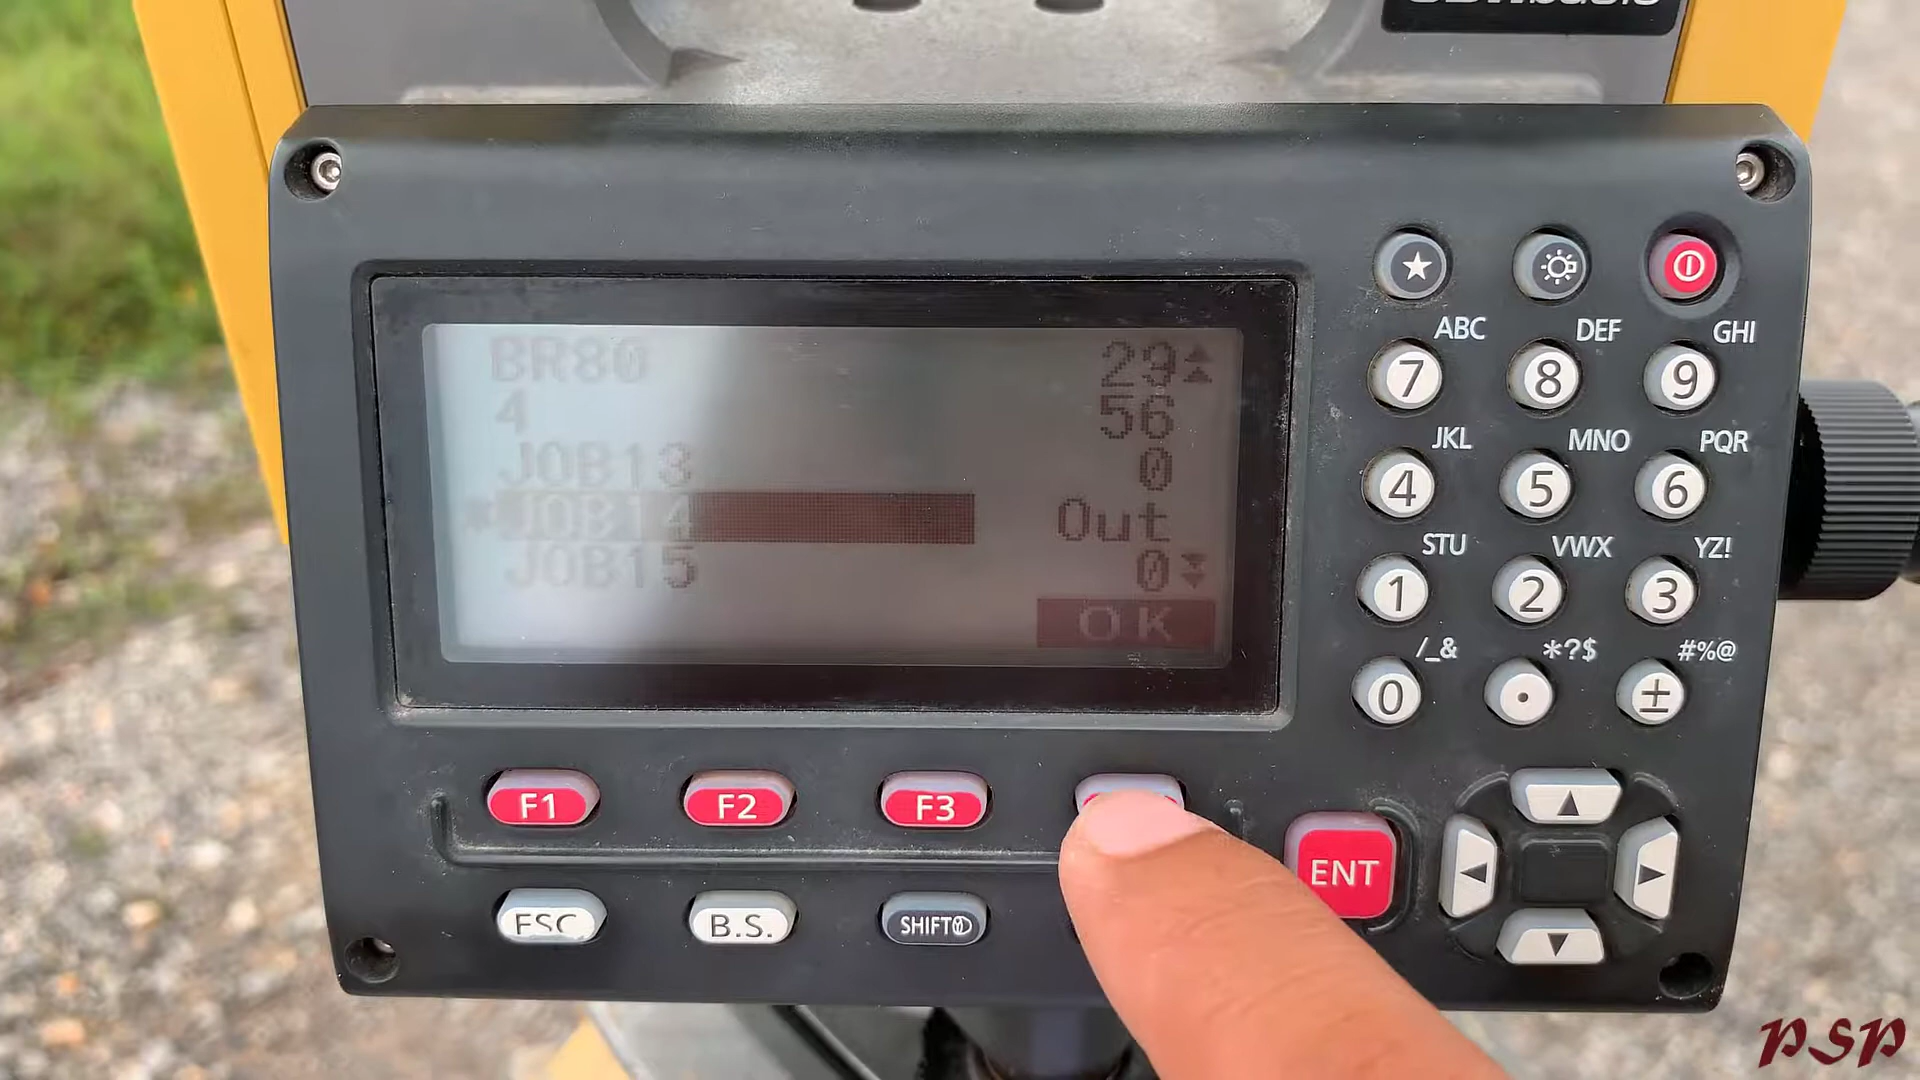 BR80 29
4 56
JOB13 0
*JOB14 Out
JOB15 0
OK
ABC DEF GHI
7 8 9
JKL MNO PQR
4 5 6
STU VWX YZ!
1 2 3
/_& *?$ #%@
0 . ±
F1 F2 F3
ENT
ESC B.S. SHIFT
PSP